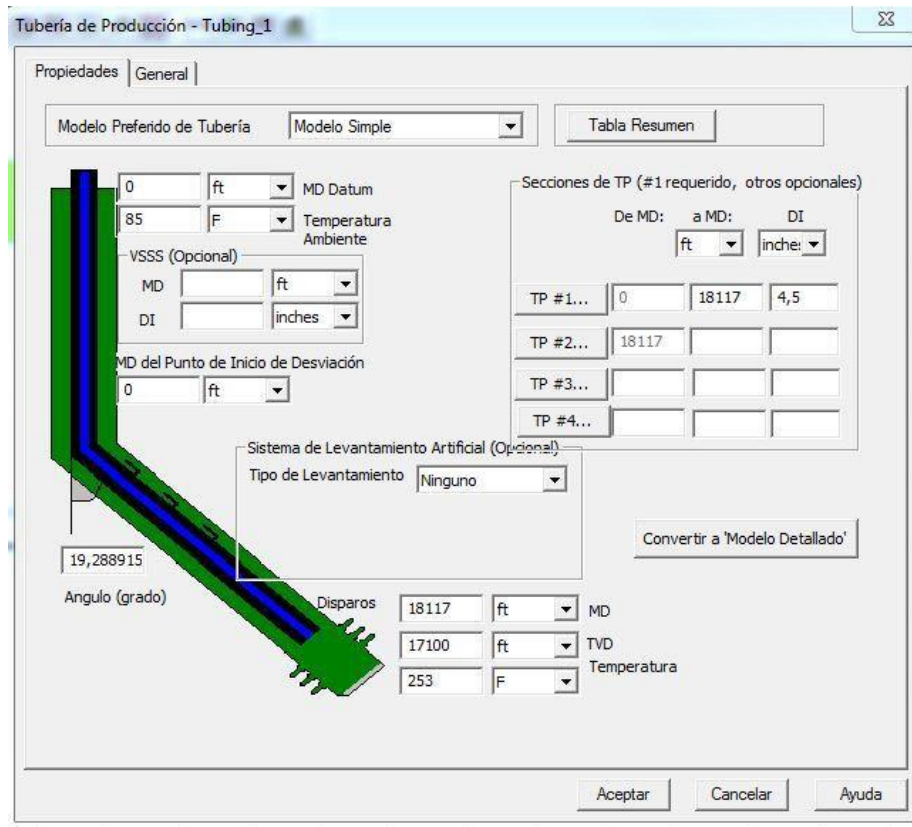 Tubería de Producción - Tubing_1
Propiedades
General
Modelo Preferido de Tubería
Modelo Simple
Tabla Resumen
0 ft MD Datum
85 F Temperatura
Ambiente
VSSS (Opcional)
MD ft
DI inches
MD del Punto de Inicio de Desviación
0 ft
Secciones de TP (#1 requerido, otros opcionales)
De MD: a MD: DI
ft inche:
TP #1... 0 18117 4,5
TP #2... 18117
TP #3...
TP #4...
Sistema de Levantamiento Artificial (Opcional)
Tipo de Levantamiento Ninguno
Convertir a 'Modelo Detallado'
19,288915
Angulo (grado)
Disparos 18117 ft MD
17100 ft TVD
253 F Temperatura
Aceptar Cancelar Ayuda